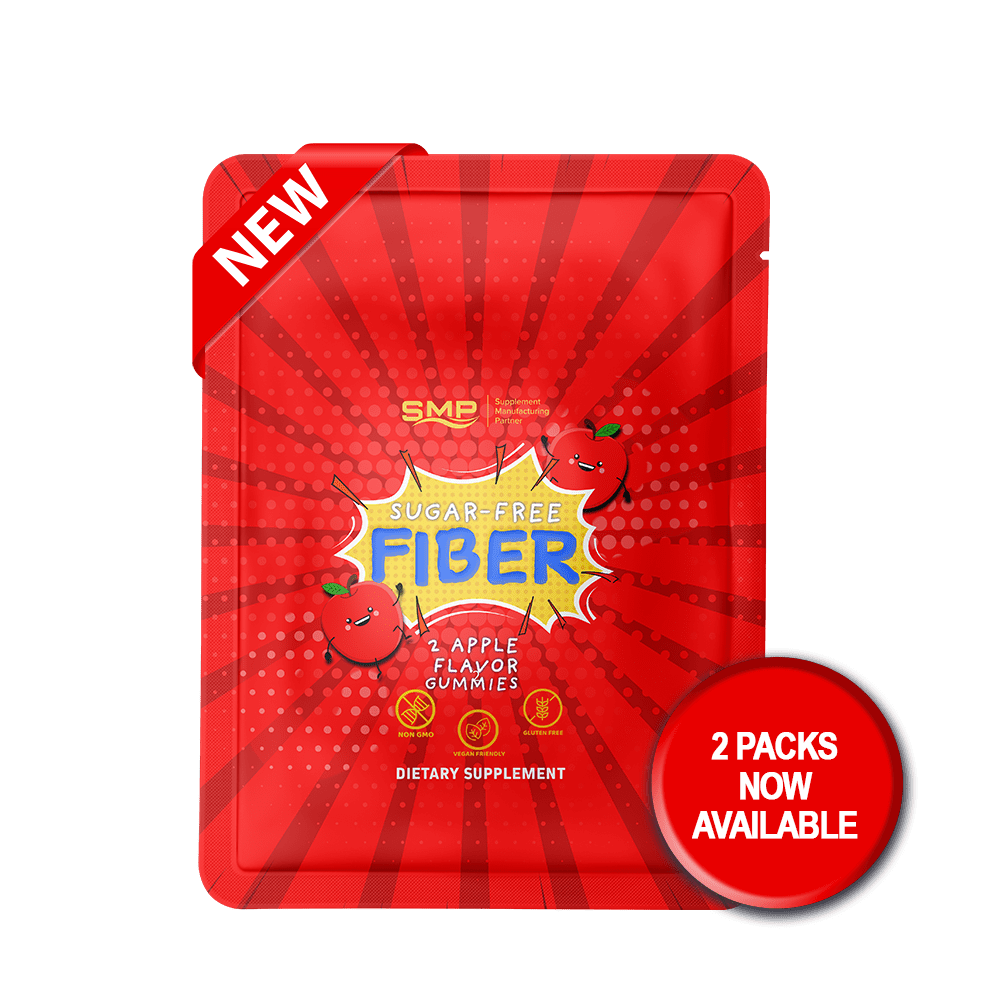 NEW
SMP
Supplement
Manufacturing
Partner
SUGAR-FREE
FIBER
2 APPLE
FLAVOR
GUMMIES
NON GMO
VEGAN FRIENDLY
GLUTEN FREE
DIETARY SUPPLEMENT
2 PACKS
NOW
AVAILABLE